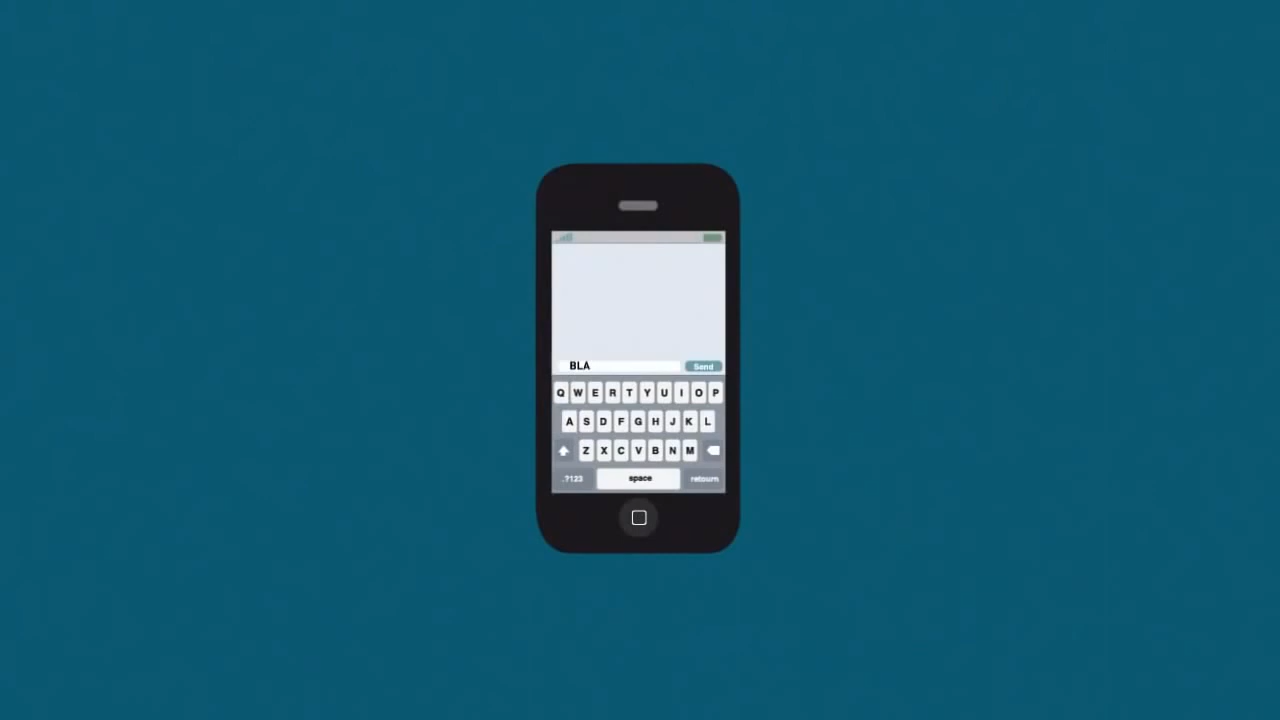 BLA Send
Q W E R T Y U I O P
A S D F G H J K L
Z X C V B N M
.?123 space retourn